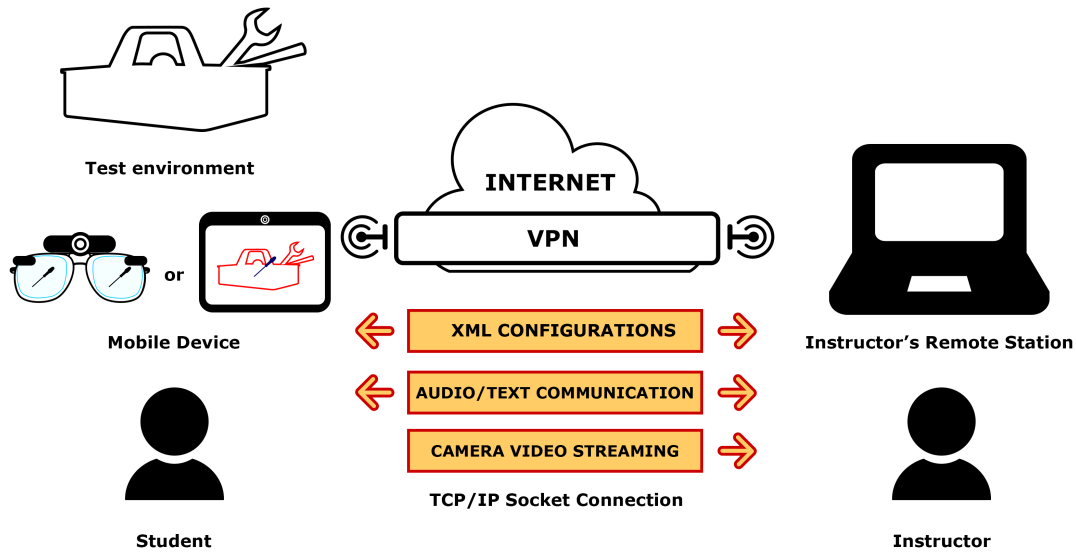 Test environment
or
Mobile Device
Student
INTERNET
VPN
XML CONFIGURATIONS
AUDIO/TEXT COMMUNICATION
CAMERA VIDEO STREAMING
TCP/IP Socket Connection
Instructor’s Remote Station
Instructor